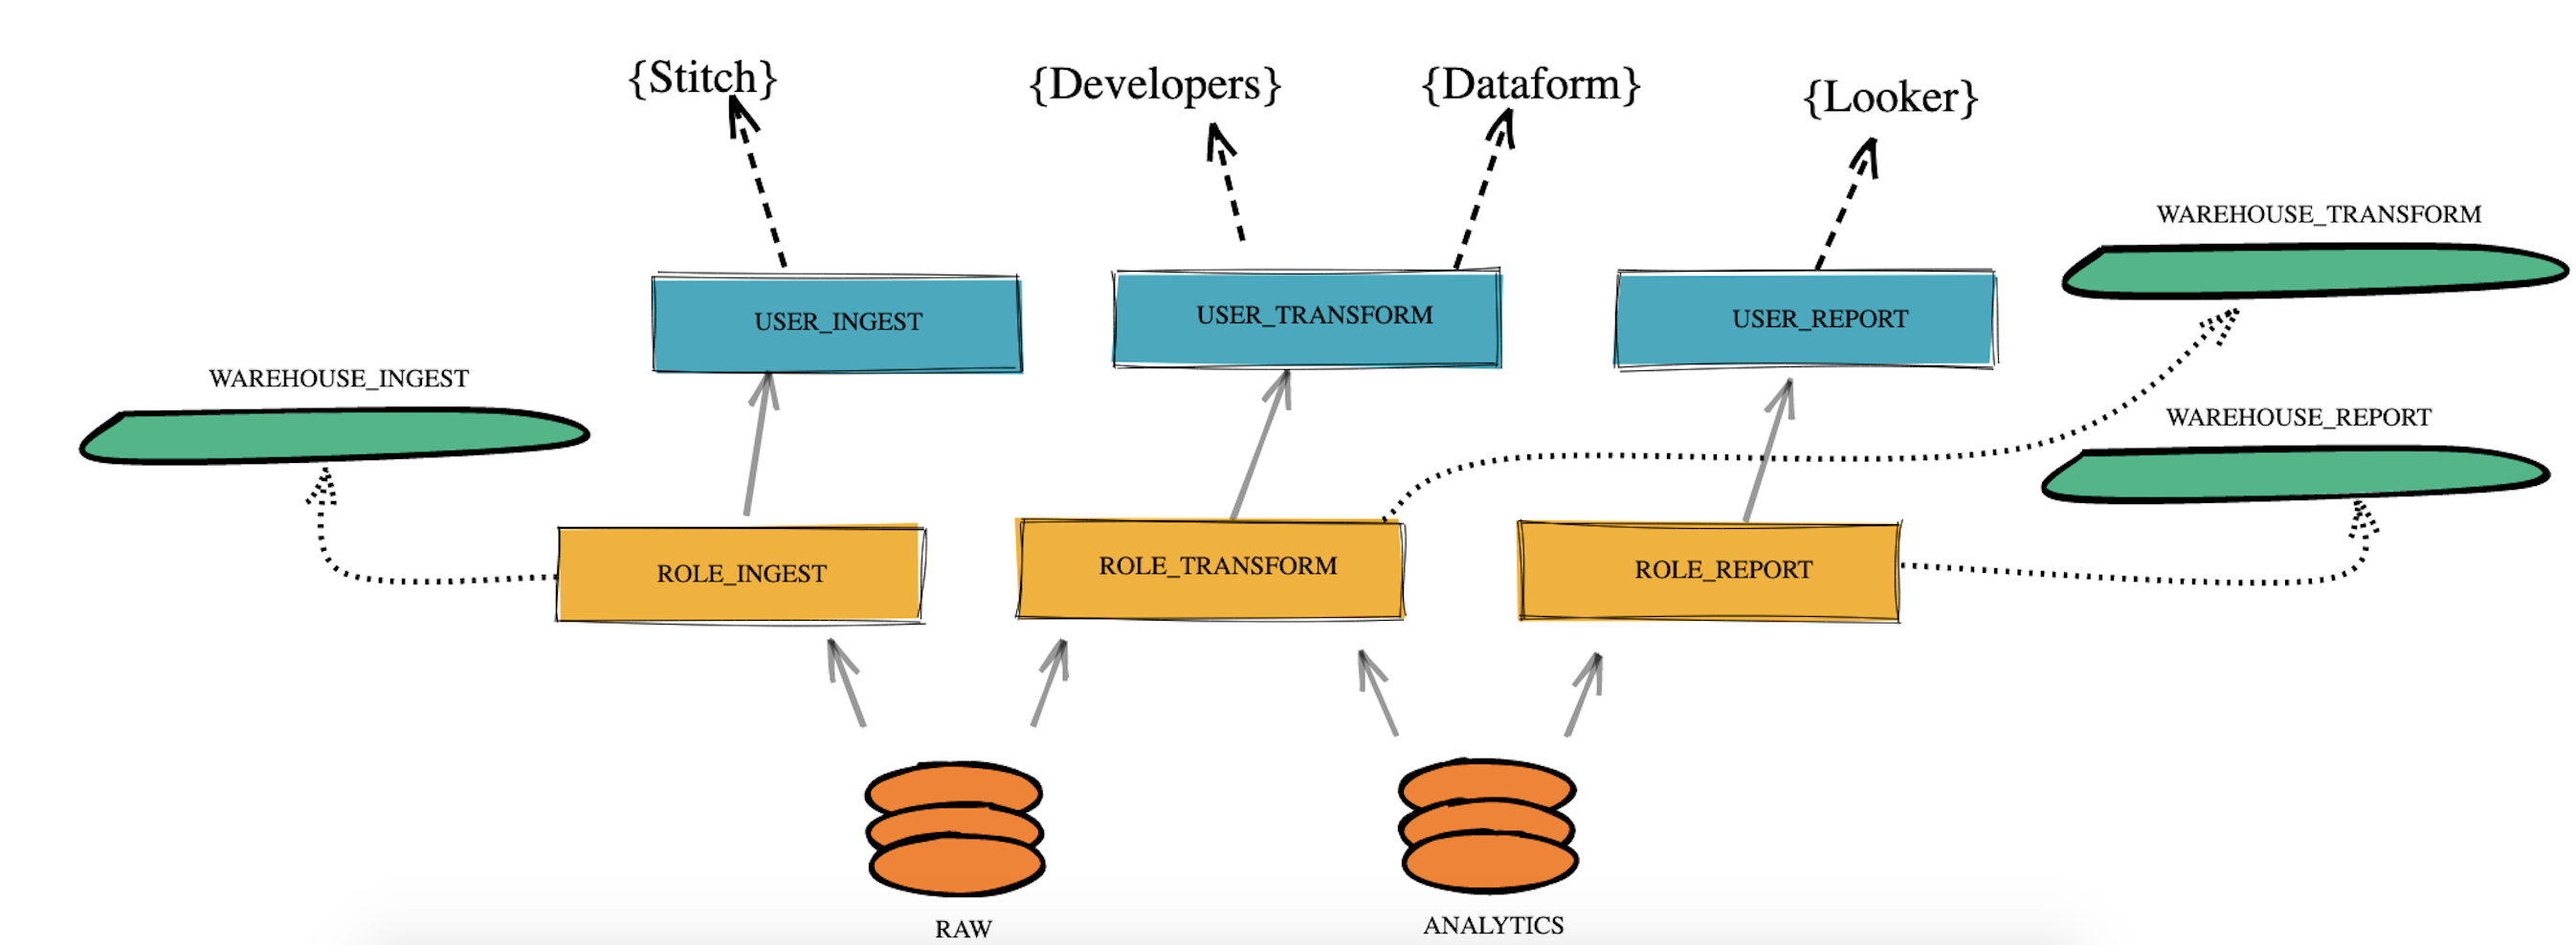 {Stitch}
{Developers}
{Dataform}
{Looker}
WAREHOUSE_TRANSFORM
USER_INGEST
USER_TRANSFORM
USER_REPORT
WAREHOUSE_INGEST
WAREHOUSE_REPORT
ROLE_INGEST
ROLE_TRANSFORM
ROLE_REPORT
RAW
ANALYTICS